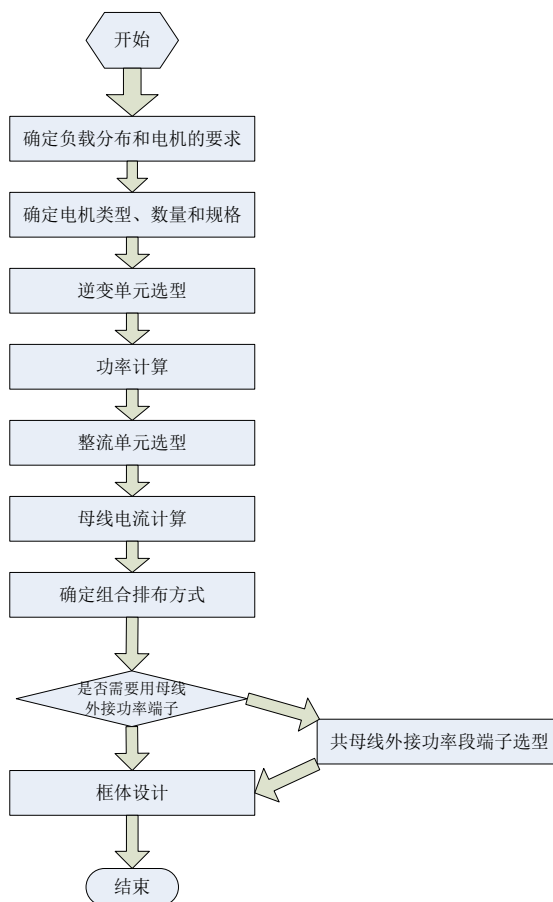 开始
确定负载分布和电机的要求
确定电机类型、数量和规格
逆变单元选型
功率计算
整流单元选型
母线电流计算
确定组合排布方式
是否需要用母线
外接功率端子
共母线外接功率段端子选型
框体设计
结束